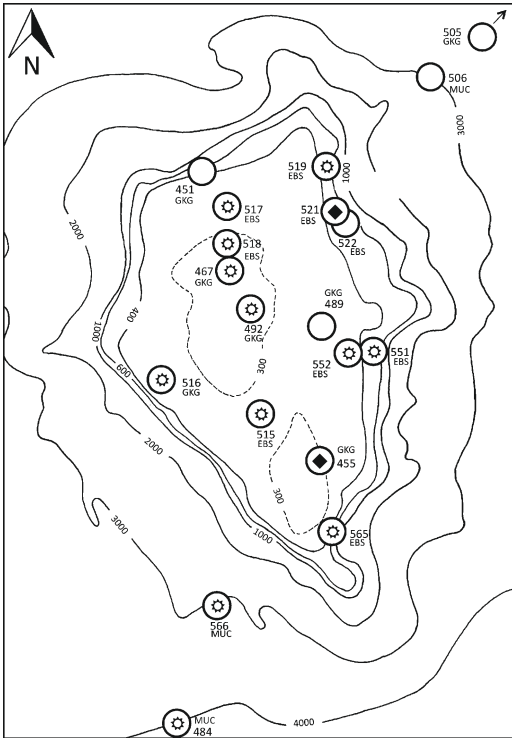 505
GKG
506
MUC
N
3000
519
EBS
1000
451
GKG
517
EBS
521
EBS
522
EBS
2000
518
EBS
467
GKG
GKG
489
492
GKG
400
1000
600
300
552
EBS
551
EBS
516
GKG
515
EBS
GKG
455
2000
300
3000
1000
565
EBS
566
MUC
MUC
484
4000